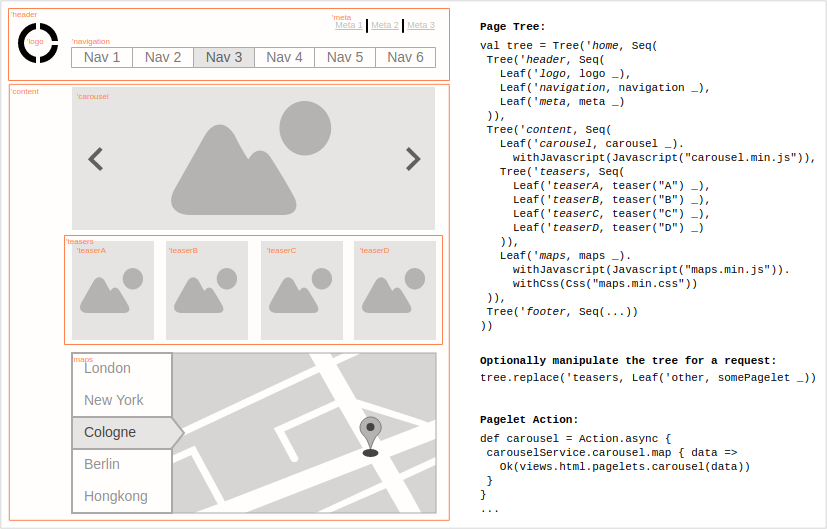 'header
'meta
Meta 1 Meta 2 Meta 3
logo
'navigation
Nav 1 Nav 2 Nav 3 Nav 4 Nav 5 Nav 6
'content
'carousel
'teasers
'teaserA 'teaserB 'teaserC 'teaserD
'maps
London
New York
Cologne
Berlin
Hongkong
Page Tree:
val tree = Tree('home, Seq(
Tree('header, Seq(
Leaf('logo, logo _),
Leaf('navigation, navigation _),
Leaf('meta, meta _)
)),
Tree('content, Seq(
Leaf('carousel, carousel _).
withJavascript(Javascript("carousel.min.js")),
Tree('teasers, Seq(
Leaf('teaserA, teaser("A") _),
Leaf('teaserB, teaser("B") _),
Leaf('teaserC, teaser("C") _),
Leaf('teaserD, teaser("D") _)
)),
Leaf('maps, maps _).
withJavascript(Javascript("maps.min.js")).
withCss(Css("maps.min.css"))
)),
Tree('footer, Seq(...))
))
Optionally manipulate the tree for a request:
tree.replace('teasers, Leaf('other, somePagelet _))
Pagelet Action:
def carousel = Action.async {
carouselService.carousel.map { data =>
Ok(views.html.pagelets.carousel(data))
}
}
...